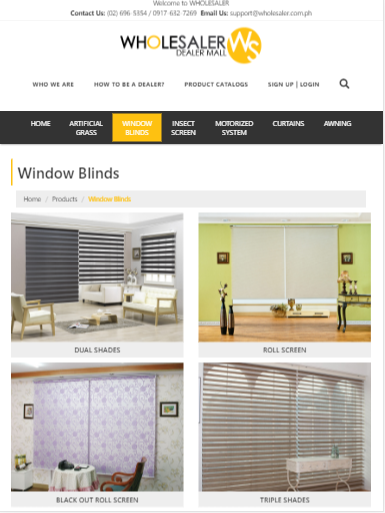 Welcome to WHOLESALER
Contact Us: (02) 696-5354 / 0917-632-7269 Email Us: support@wholesaler.com.ph
WHOLESALER WS
DEALER MALL
WHO WE ARE HOW TO BE A DEALER? PRODUCT CATALOGS SIGN UP | LOGIN
HOME ARTIFICIAL GRASS WINDOW BLINDS INSECT SCREEN MOTORIZED SYSTEM CURTAINS AWNING
Window Blinds
Home / Products / Window Blinds
DUAL SHADES ROLL SCREEN
BLACK OUT ROLL SCREEN TRIPLE SHADES